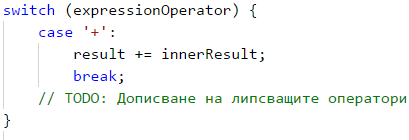 switch (expressionOperator) {
    case '+':
        result += innerResult;
        break;
    // TODO: Дописване на липсващите оператори
}